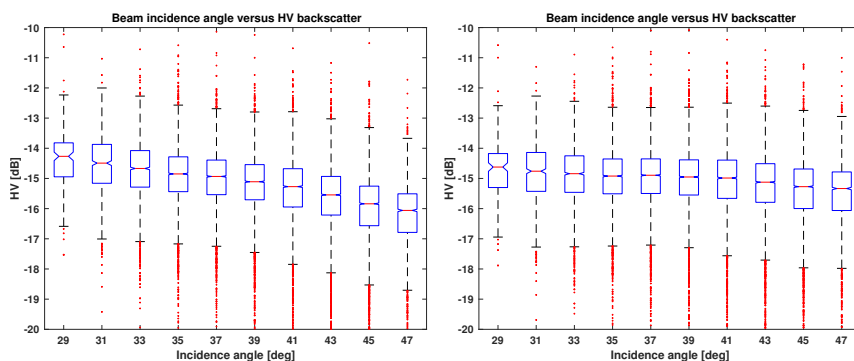 Beam incidence angle versus HV backscatter
-10
-11
-12
-13
-14
-15
-16
-17
-18
-19
-20
HV [dB]
29 31 33 35 37 39 41 43 45 47
Incidence angle [deg]
Beam incidence angle versus HV backscatter
-10
-11
-12
-13
-14
-15
-16
-17
-18
-19
-20
HV [dB]
29 31 33 35 37 39 41 43 45 47
Incidence angle [deg]